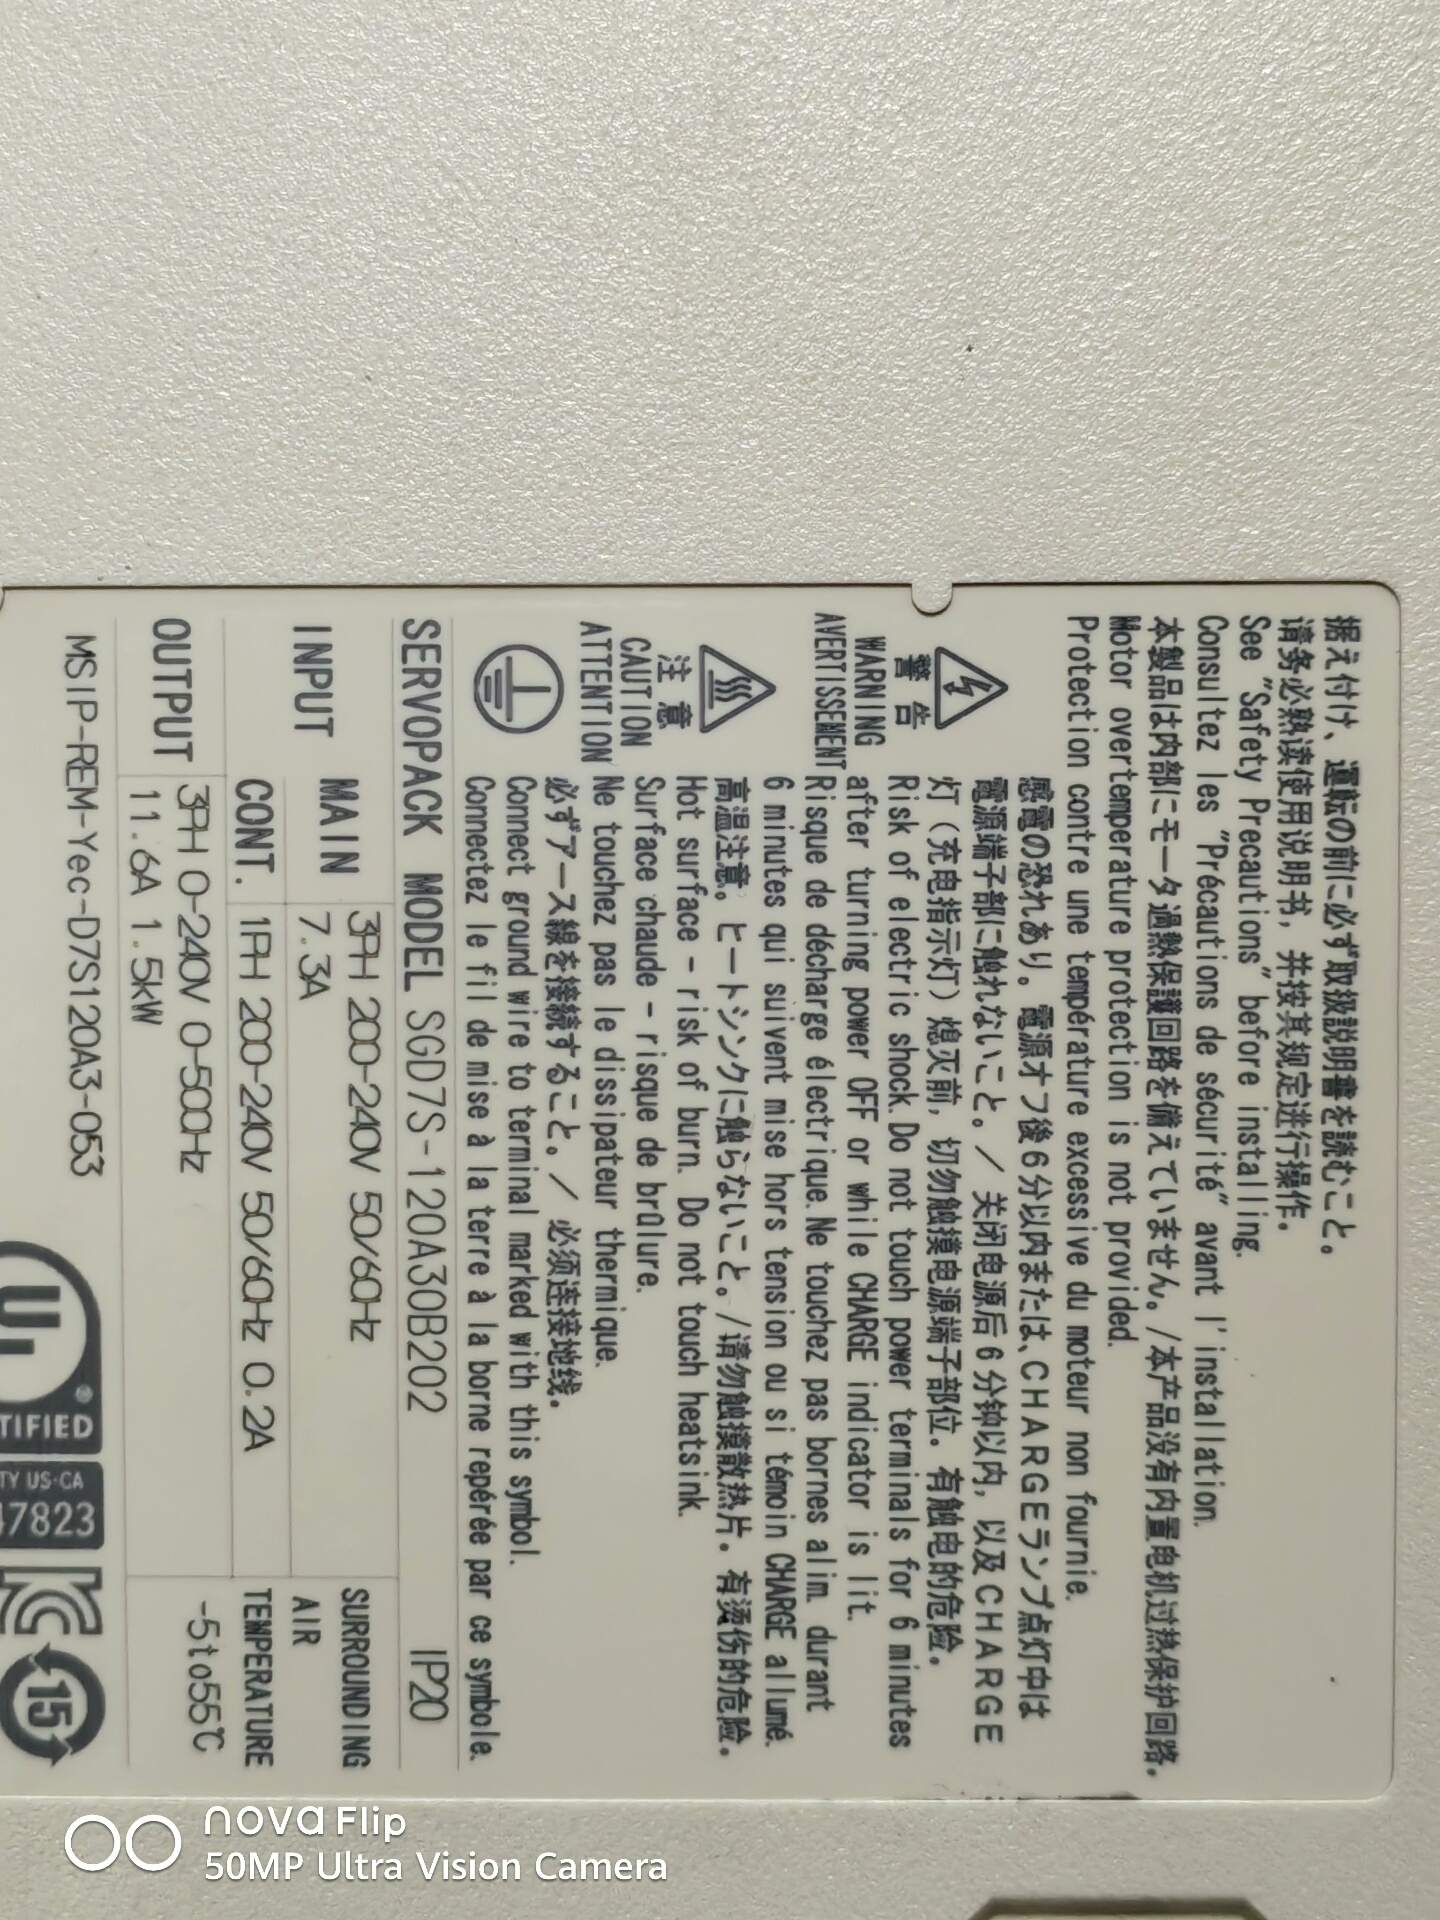 据え付け、運転の前に必ず取扱説明書を読むこと。
请务必熟读使用说明书，并按其规定进行操作。
See "Safety Precautions" before installing.
Consultez les "Précautions de sécurité" avant l'installation.
本製品は内部にモータ過熱保護回路を備えていません。/本产品没有内置电机过热保护回路。
Motor overtemperature protection is not provided.
Protection contre une température excessive du moteur non fournie.
警告
WARNING
AVERTISSEMENT
感電の恐れあり。電源オフ後6分以内または、CHARGEランプ点灯中は
電源端子部に触れないこと。/ 关闭电源后6分钟以内，以及CHARGE
灯（充电指示灯）熄灭前，切勿触摸电源端子部位。有触电的危险。
Risk of electric shock. Do not touch power terminals for 6 minutes
after turning power OFF or while CHARGE indicator is lit.
Risque de décharge électrique. Ne touchez pas bornes alim. durant
6 minutes qui suivent mise hors tension ou si témoin CHARGE allumé.
注意
CAUTION
ATTENTION
高温注意。ヒートシンクに触らないこと。/请勿触摸散热片。有烫伤的危险。
Hot surface - risk of burn. Do not touch heatsink.
Surface chaude - risque de brûlure.
Ne touchez pas le dissipateur thermique.
必ずアース線を接続すること。/ 必须连接地线。
Connect ground wire to terminal marked with this symbol.
Connectez le fil de mise à la terre à la borne repérée par ce symbole.
SERVOPACK MODEL SGD7S-120A30B202 IP20
INPUT MAIN 3PH 200-240V 50/60Hz
7.3A
CONT. 1PH 200-240V 50/60Hz 0.2A
SURROUNDING
AIR
TEMPERATURE
-5to55℃
OUTPUT 3PH 0-240V 0-500Hz
11.6A 1.5kW
MSIP-REM-Yec-D7S120A3-053
UL ®
TIFIED
TY US-CA
47823
15
nova Flip
50MP Ultra Vision Camera